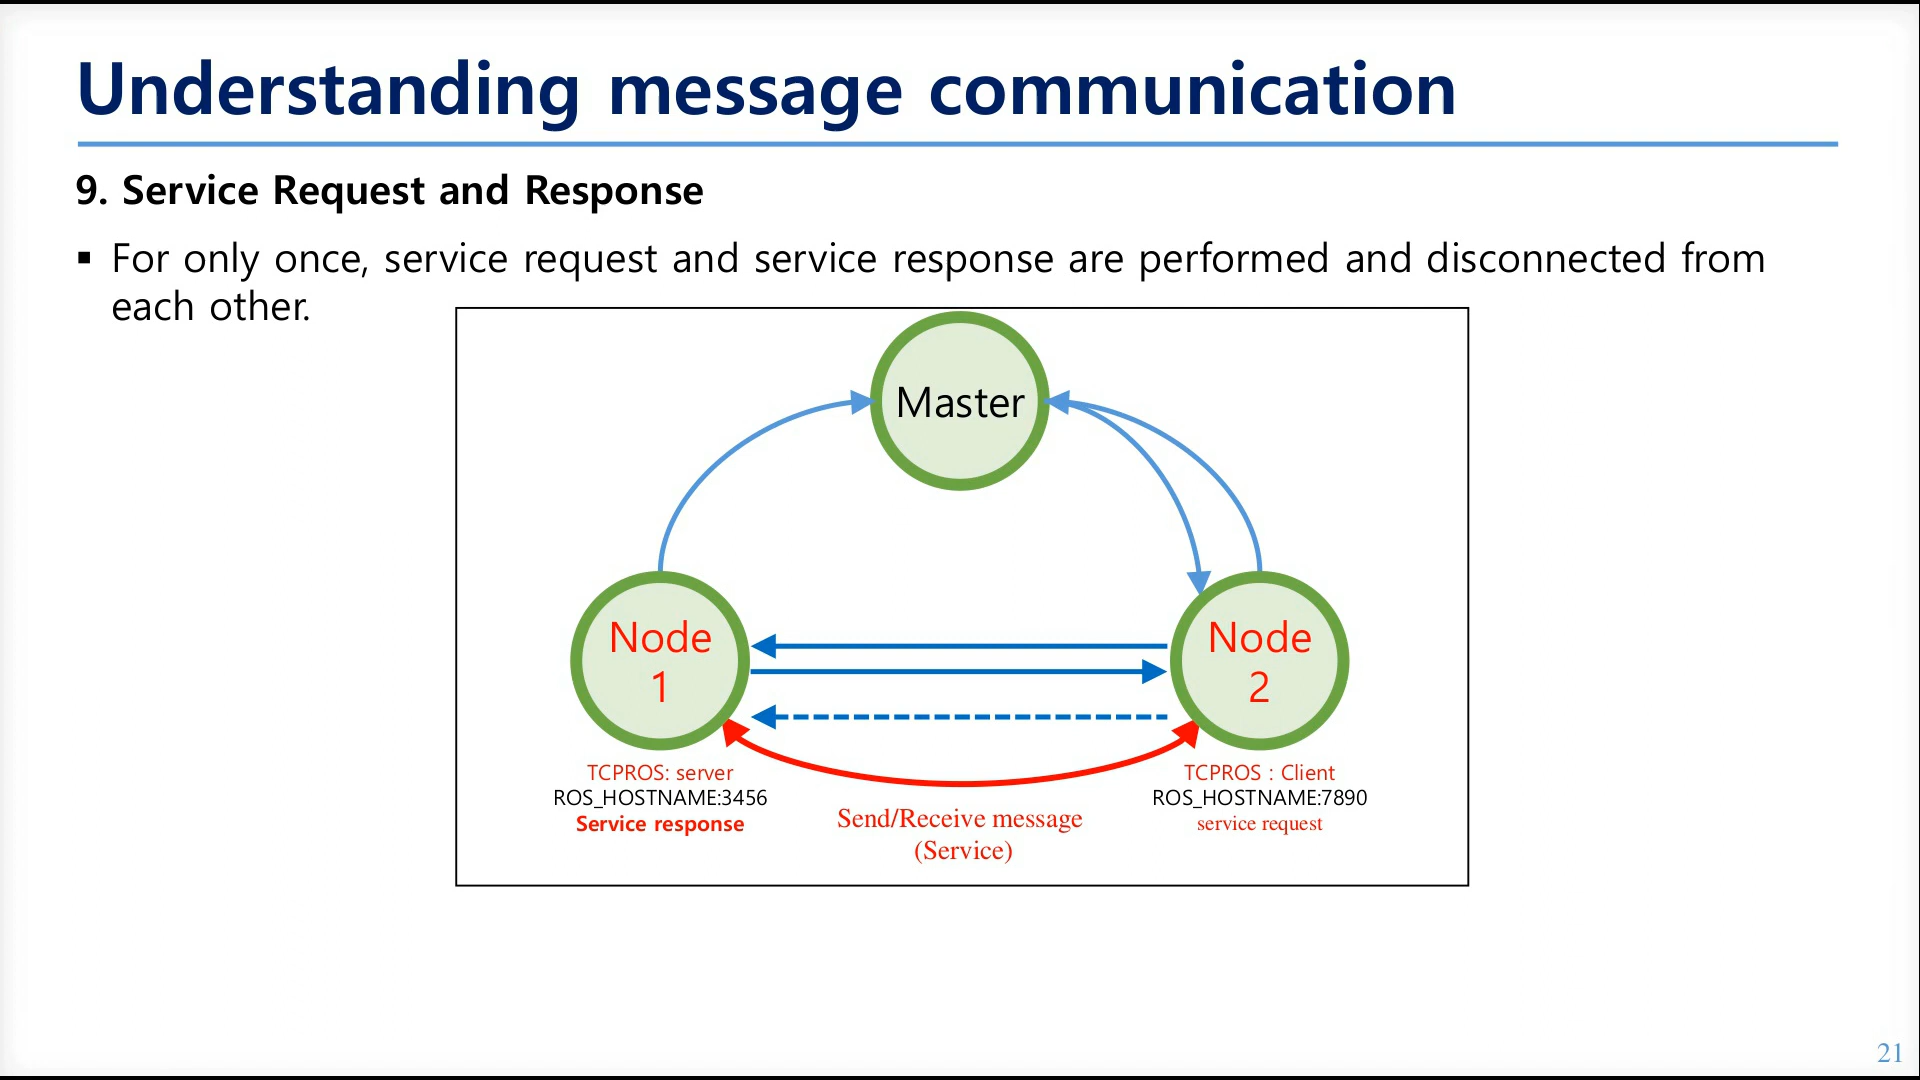 Understanding message communication
9. Service Request and Response
▪ For only once, service request and service response are performed and disconnected from
each other.
Master
Node
1
Node
2
TCPROS: server
ROS_HOSTNAME:3456
Service response
Send/Receive message
(Service)
TCPROS : Client
ROS_HOSTNAME:7890
service request
21